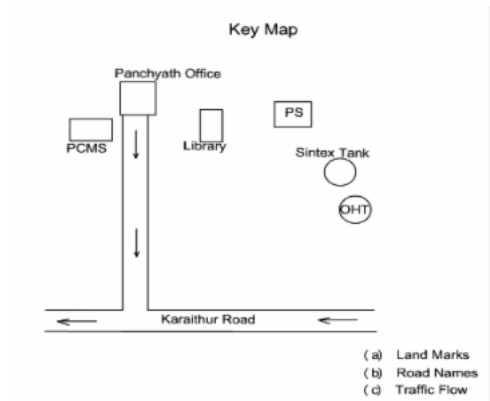 Key Map
Panchyath Office
PS
PCMS
Library
Sintex Tank
OHT
Karaithur Road
(a) Land Marks
(b) Road Names
(c) Traffic Flow